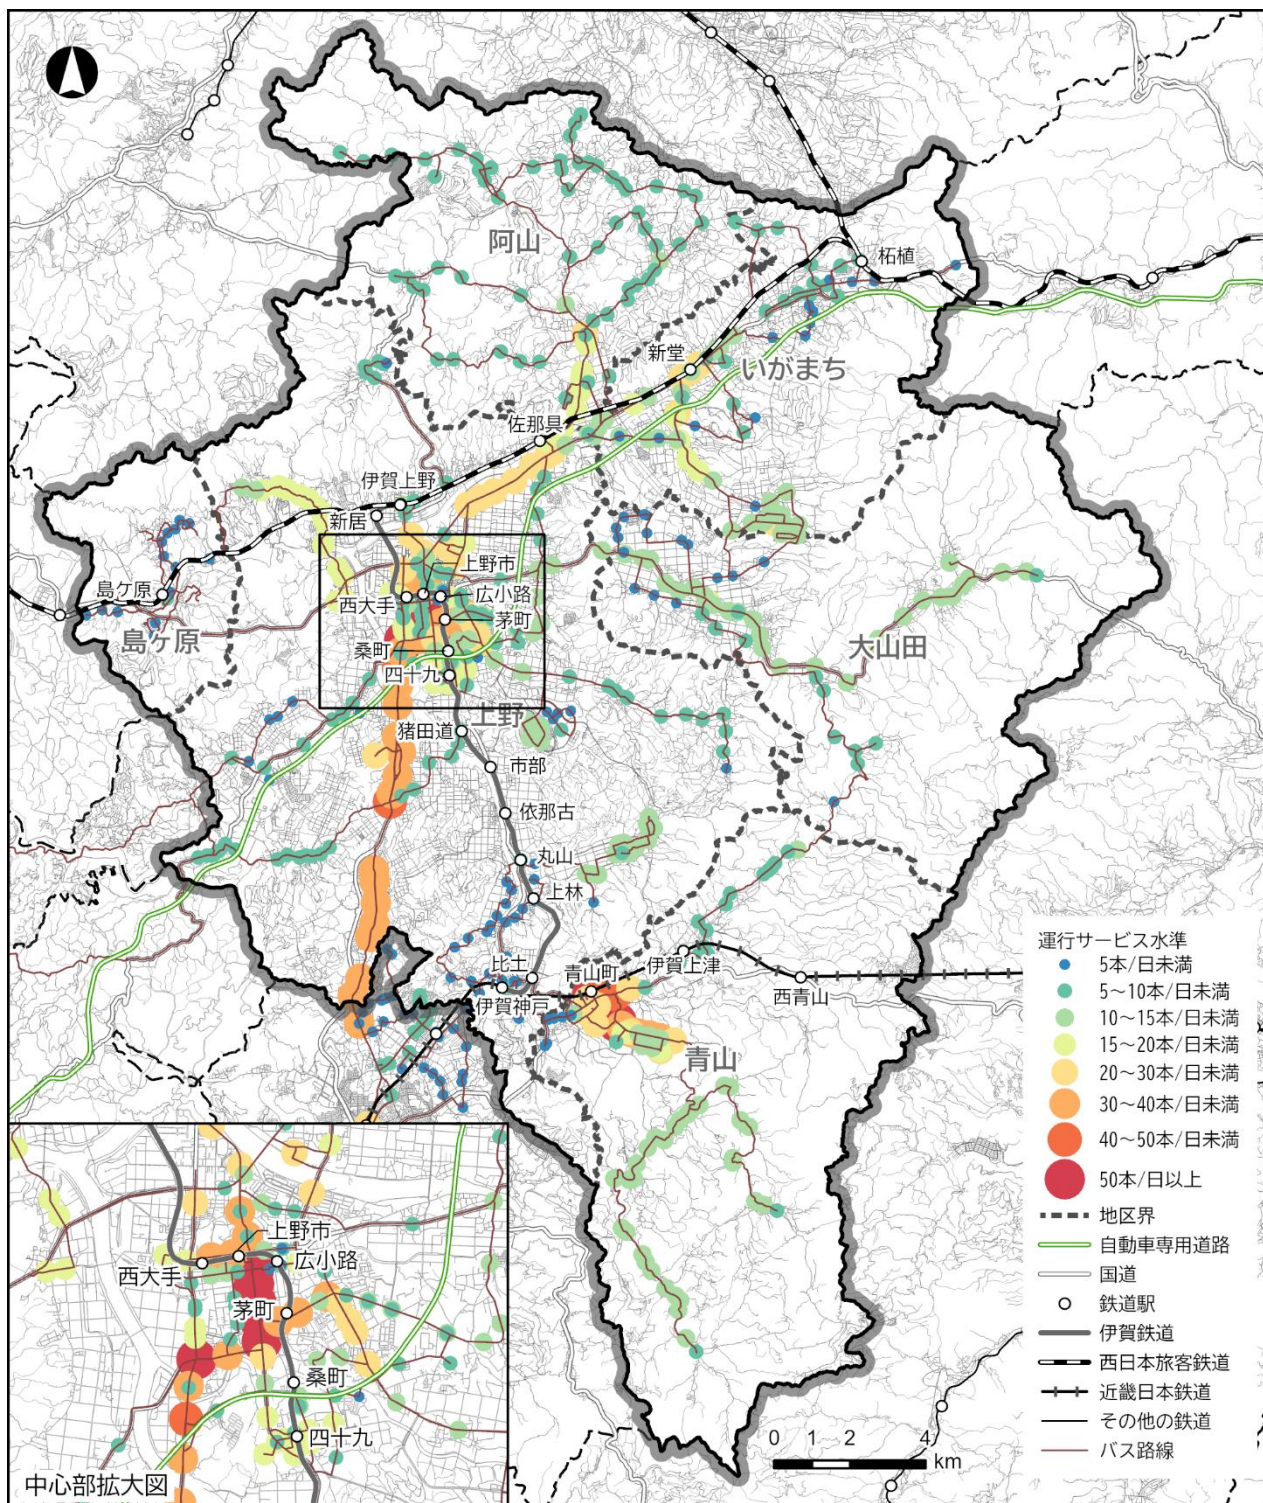 阿山
柘植
新堂
いがまち
佐那具
伊賀上野
新居
上野市
島ケ原
西大手
広小路
茅町
島ヶ原
大山田
桑町
四十九
上野
猪田道
市部
依那古
丸山
上林
比土
青山町
伊賀上津
伊賀神戸
西青山
青山
運行サービス水準
5本/日未満
5～10本/日未満
10～15本/日未満
15～20本/日未満
20～30本/日未満
30～40本/日未満
40～50本/日未満
50本/日以上
地区界
自動車専用道路
国道
鉄道駅
伊賀鉄道
西日本旅客鉄道
近畿日本鉄道
その他の鉄道
バス路線
上野市
西大手
広小路
茅町
桑町
四十九
中心部拡大図
0 1 2 4
km